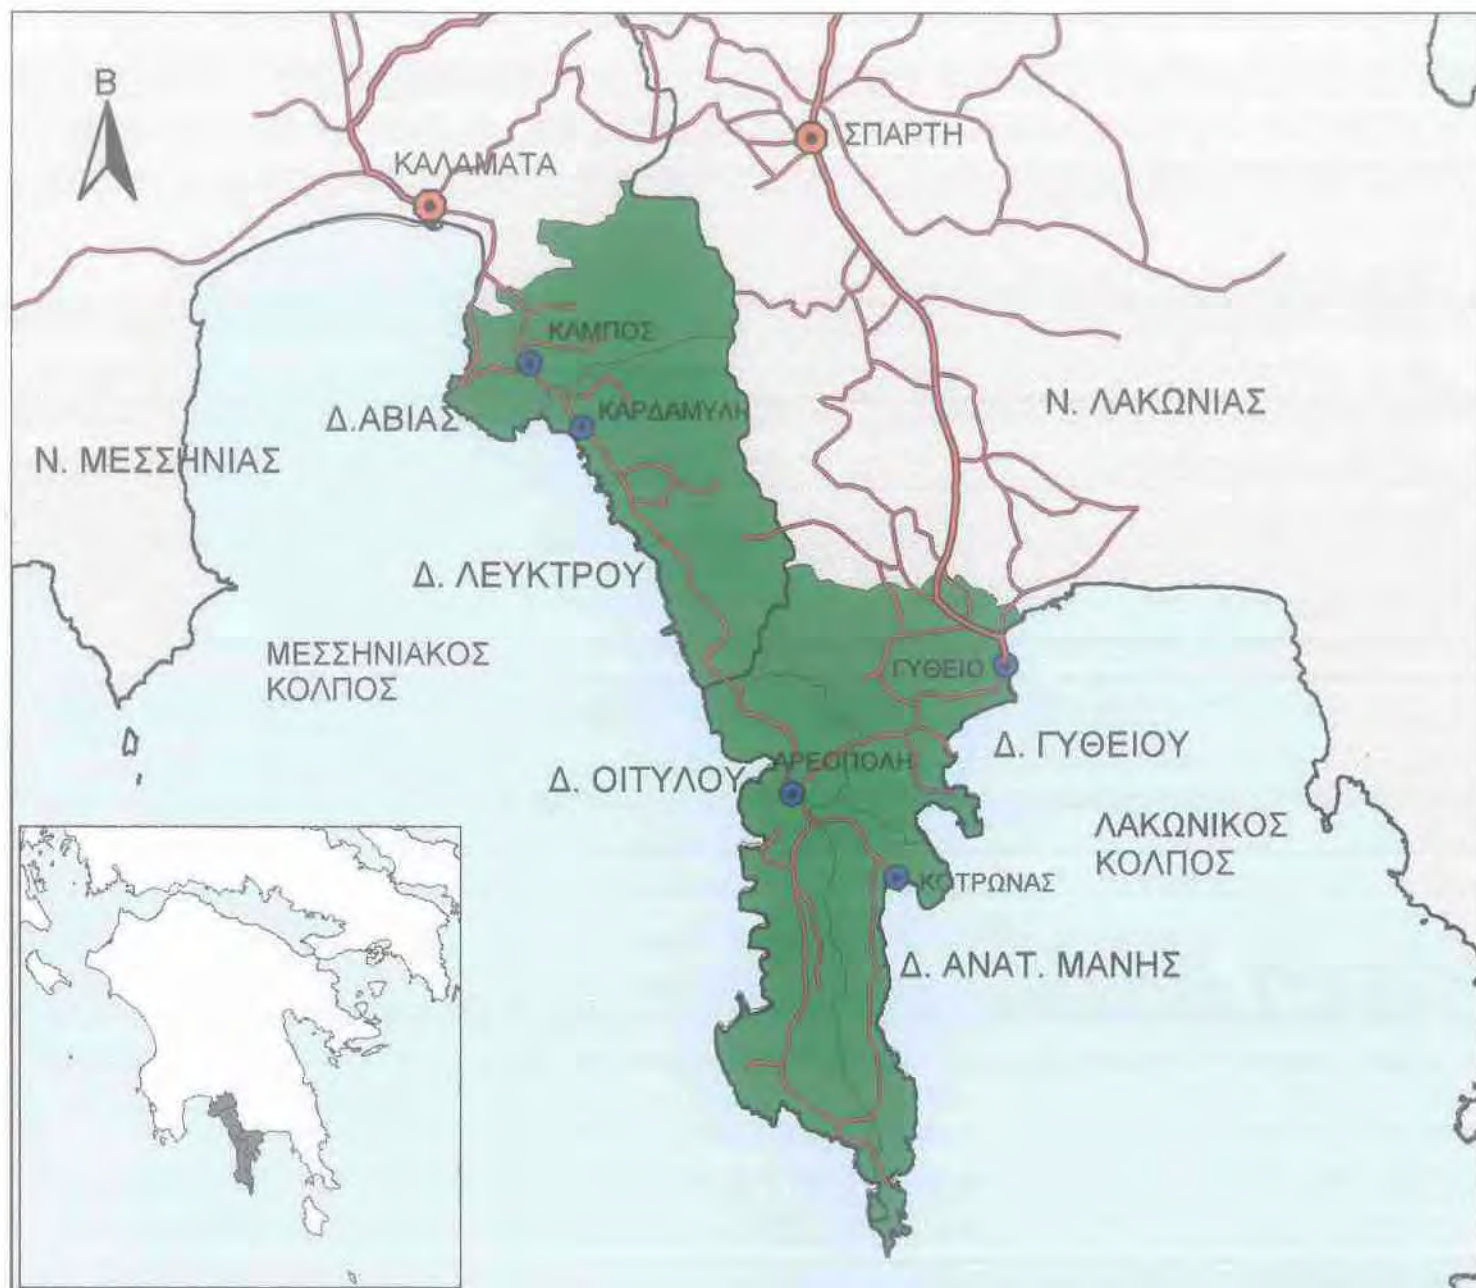 Β
ΣΠΑΡΤΗ
ΚΑΛΑΜΑΤΑ
ΚΑΜΠΟΣ
ΚΑΡΔΑΜΥΛΗ
Δ.ΑΒΙΑΣ
Ν. ΛΑΚΩΝΙΑΣ
Ν. ΜΕΣΣΗΝΙΑΣ
Δ. ΛΕΥΚΤΡΟΥ
ΜΕΣΣΗΝΙΑΚΟΣ
ΚΟΛΠΟΣ
ΓΥΘΕΙΟ
Δ. ΓΥΘΕΙΟΥ
ΑΡΕΟΠΟΛΗ
Δ. ΟΙΤΥΛΟΥ
ΛΑΚΩΝΙΚΟΣ
ΚΟΛΠΟΣ
ΚΟΤΡΩΝΑΣ
Δ. ΑΝΑΤ. ΜΑΝΗΣ